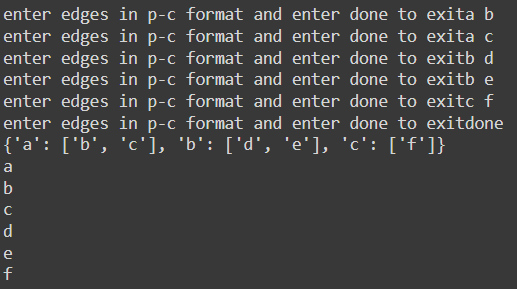 enter edges in p-c format and enter done to exita b
enter edges in p-c format and enter done to exita c
enter edges in p-c format and enter done to exitb d
enter edges in p-c format and enter done to exitb e
enter edges in p-c format and enter done to exitc f
enter edges in p-c format and enter done to exitdone
{'a': ['b', 'c'], 'b': ['d', 'e'], 'c': ['f']}
a
b
c
d
e
f